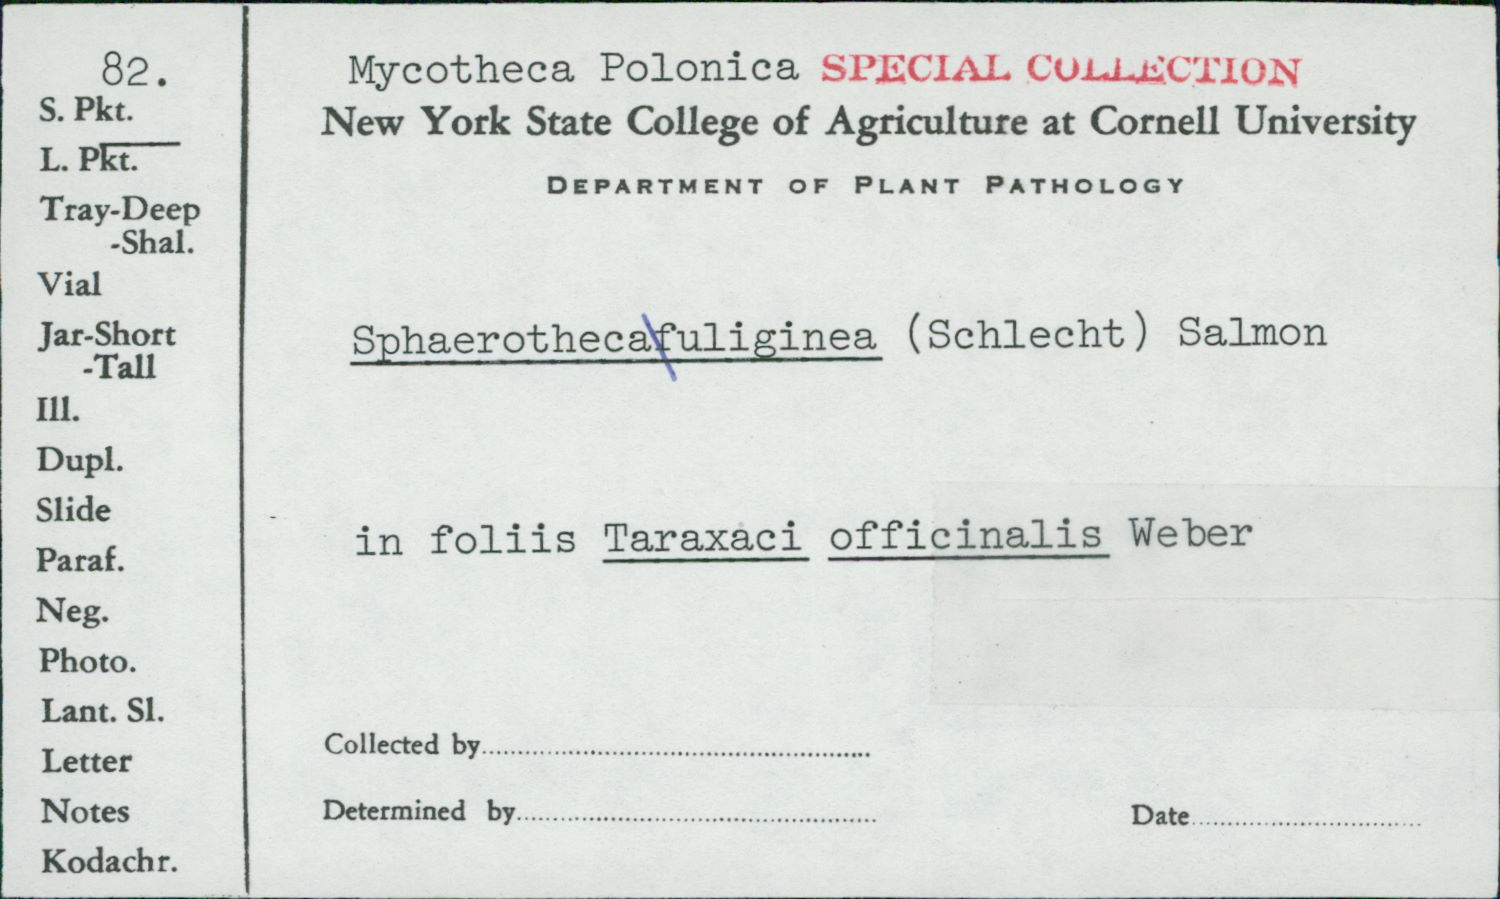 82.
S. Pkt.
L. Pkt.
Tray-Deep
-Shal.
Vial
Jar-Short
-Tall
Ill.
Dupl.
Slide
Paraf.
Neg.
Photo.
Lant. Sl.
Letter
Notes
Kodachr.
Mycotheca Polonica SPECIAL COLLECTION
New York State College of Agriculture at Cornell University
DEPARTMENT OF PLANT PATHOLOGY
Sphaerotheca\fuliginea (Schlecht) Salmon
in foliis Taraxaci officinalis Weber
Collected by
Determined by
Date